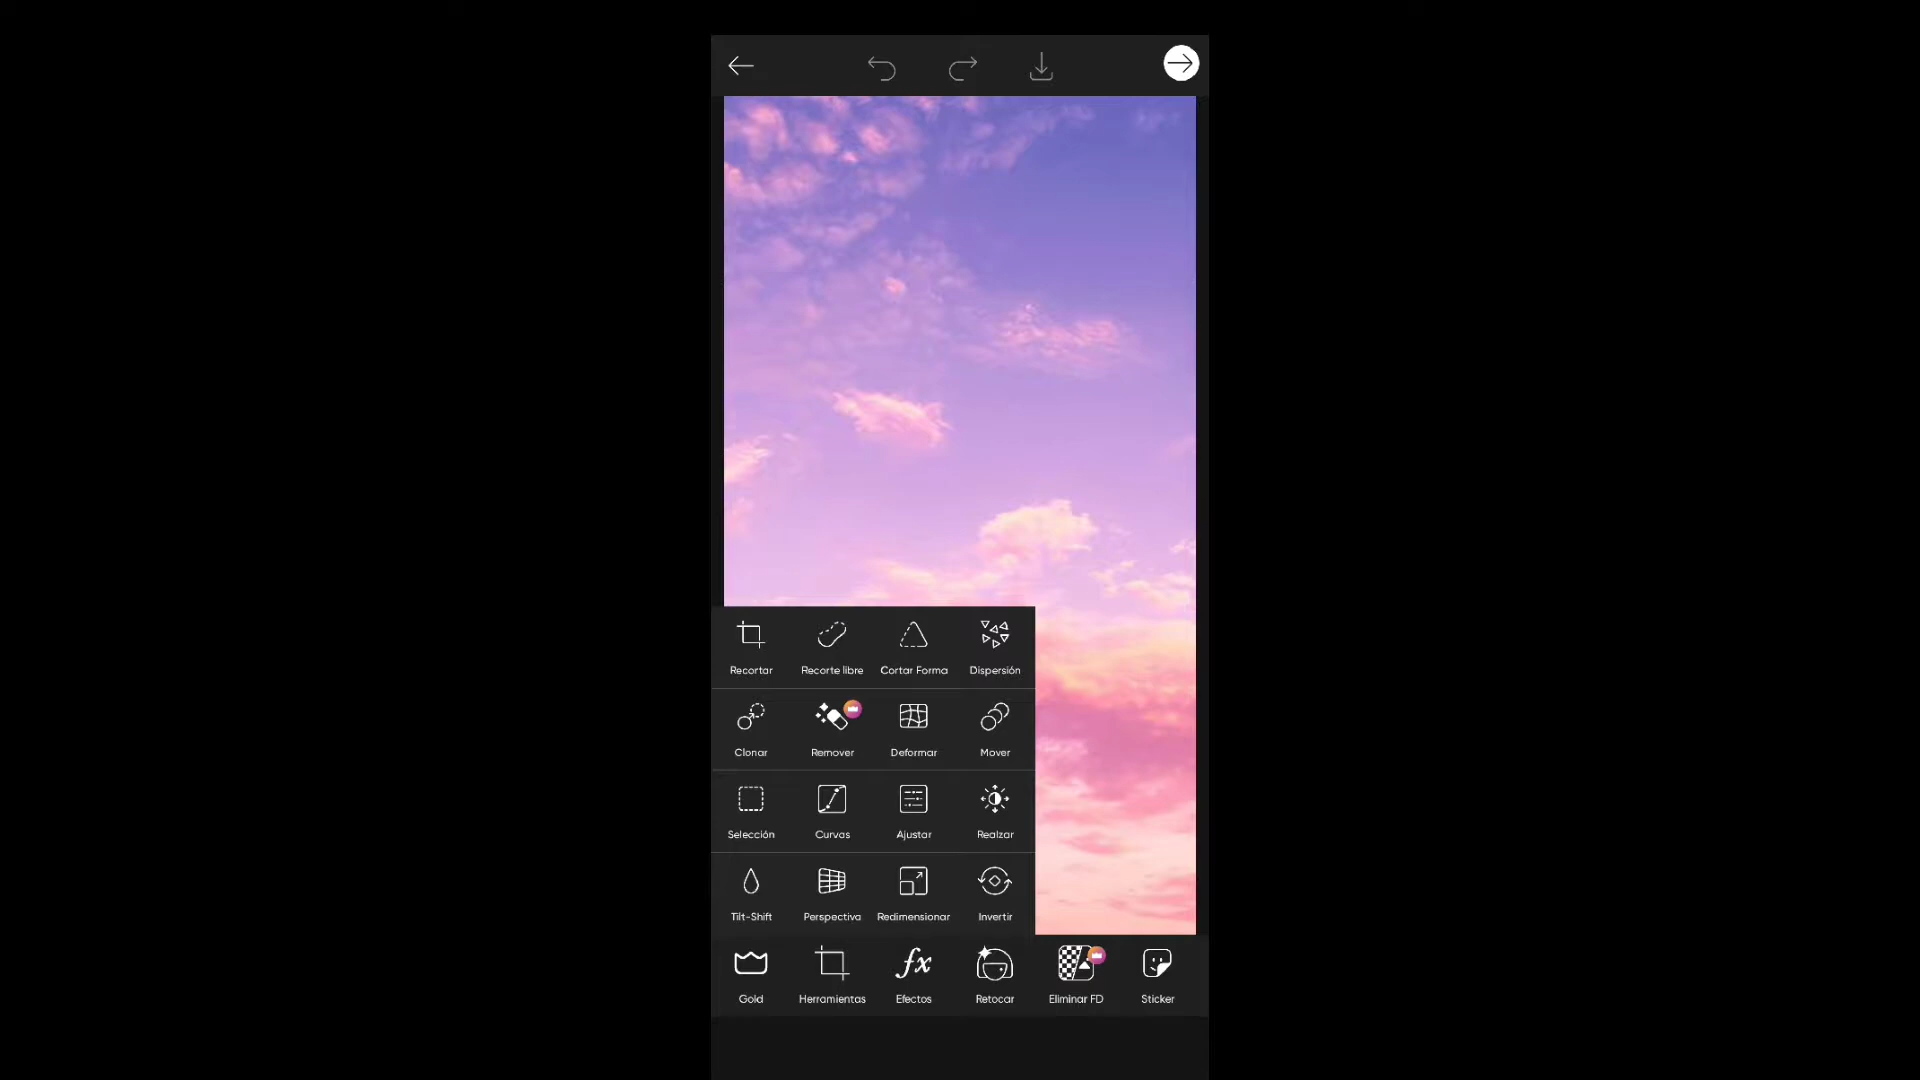 Recortar Recorte libre Cortar Forma Dispersión
Clonar Remover Deformar Mover
Selección Curvas Ajustar Realzar
Tilt-Shift Perspectiva Redimensionar Invertir
Gold Herramientas fx Efectos Retocar Eliminar FD Sticker